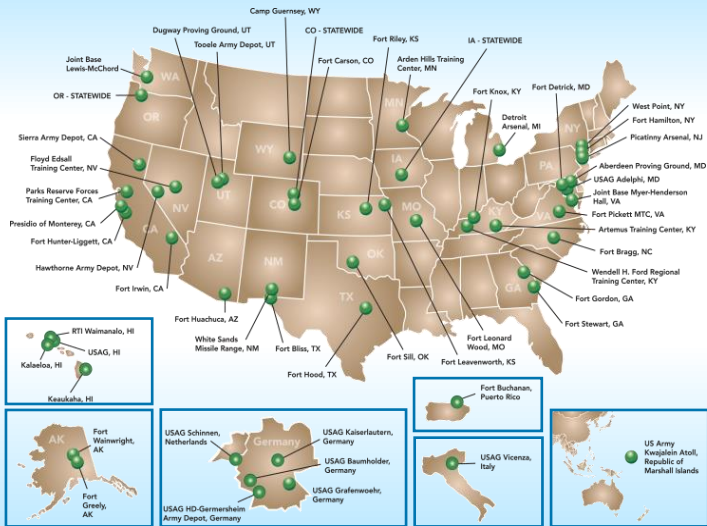 Camp Guernsey, WY
Dugway Proving Ground, UT
CO - STATEWIDE
Fort Riley, KS
IA - STATEWIDE
Tooele Army Depot, UT
Fort Carson, CO
Arden Hills Training
Center, MN
Joint Base
Lewis-McChord
OR - STATEWIDE
Fort Knox, KY
Fort Detrick, MD
Detroit
Arsenal, MI
West Point, NY
Fort Hamilton, NY
Picatinny Arsenal, NJ
Sierra Army Depot, CA
Floyd Edsall
Training Center, NV
Parks Reserve Forces
Training Center, CA
Presidio of Monterey, CA
Fort Hunter-Liggett, CA
Hawthorne Army Depot, NV
Fort Irwin, CA
Aberdeen Proving Ground, MD
USAG Adelphi, MD
Joint Base Myer-Henderson
Hall, VA
Fort Pickett MTC, VA
Artemus Training Center, KY
Fort Bragg, NC
Wendell H. Ford Regional
Training Center, KY
Fort Gordon, GA
Fort Stewart, GA
WA
OR
CA
NV
UT
AZ
WY
CO
NM
KS
OK
TX
MN
IA
MO
KY
PA
NY
VA
GA
Fort Huachuca, AZ
White Sands
Missile Range, NM
Fort Bliss, TX
Fort Hood, TX
Fort Sill, OK
Fort Leonard
Wood, MO
Fort Leavenworth, KS
RTI Waimanalo, HI
USAG, HI
Kalaeloa, HI
Keaukaha, HI
AK
Fort
Wainwright,
AK
Fort
Greely,
AK
Germany
USAG Schinnen,
Netherlands
USAG Kaiserlautern,
Germany
USAG Baumholder,
Germany
USAG Grafenwoehr,
Germany
USAG HD-Germersheim
Army Depot, Germany
Fort Buchanan,
Puerto Rico
USAG Vicenza,
Italy
US Army
Kwajalein Atoll,
Republic of
Marshall Islands